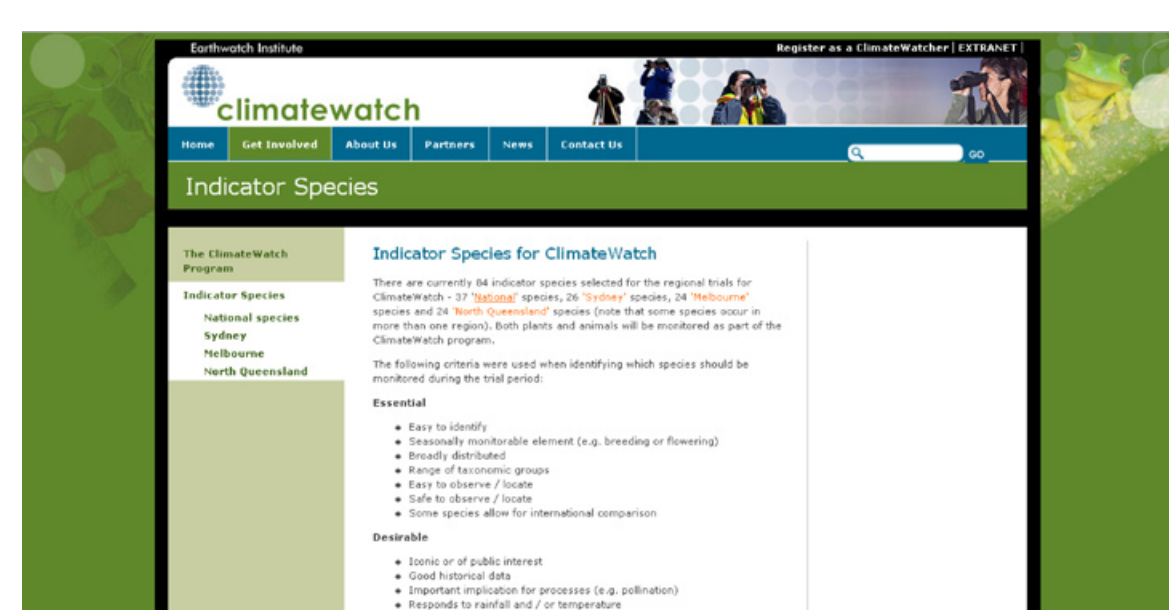 Earthwatch Institute
Register as a ClimateWatcher | EXTRANET |
climatewatch
Home
Get Involved
About Us
Partners
News
Contact Us
GO
Indicator Species
The ClimateWatch
Program
Indicator Species
National species
Sydney
Melbourne
North Queensland
Indicator Species for ClimateWatch
There are currently 84 indicator species selected for the regional trials for
ClimateWatch - 37 'National' species, 26 'Sydney' species, 24 'Melbourne'
species and 24 'North Queensland' species (note that some species occur in
more than one region). Both plants and animals will be monitored as part of the
ClimateWatch program.
The following criteria were used when identifying which species should be
monitored during the trial period:
Essential
Easy to identify
Seasonally monitorable element (e.g. breeding or flowering)
Broadly distributed
Range of taxonomic groups
Easy to observe / locate
Safe to observe / locate
Some species allow for international comparison
Desirable
Iconic or of public interest
Good historical data
Important implication for processes (e.g. pollination)
Responds to rainfall and / or temperature